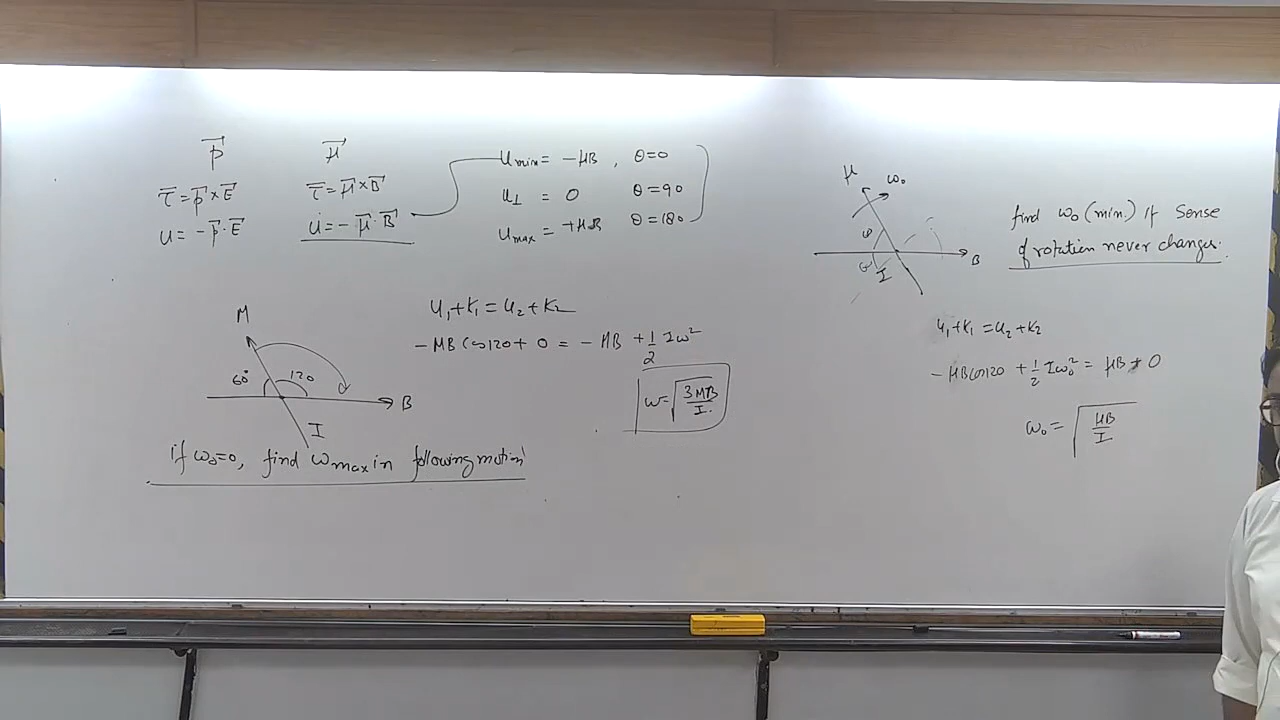 p⃗ μ⃗
τ̄ = p⃗ × E⃗ τ̄ = μ⃗ × B⃗
U = - p⃗ · E⃗ U = - μ⃗ · B⃗
Umin = - μB , θ=0
U⊥ = 0 θ = 90
Umax = +μB θ = 180
M
60° 120
B
I
if ω₀=0, find ωmax in following motion
U₁+K₁ = U₂+K₂
- MB Cos120 + 0 = - MB + 1/2 Iω²
ω = √(3MB/I)
μ ω₀
B
I
find ω₀ (min.) if Sense
of rotation never changes.
U₁+K₁ = U₂+K₂
- μB cos120 + 1/2 Iω₀² = μB + 0
ω₀ = √(μB/I)